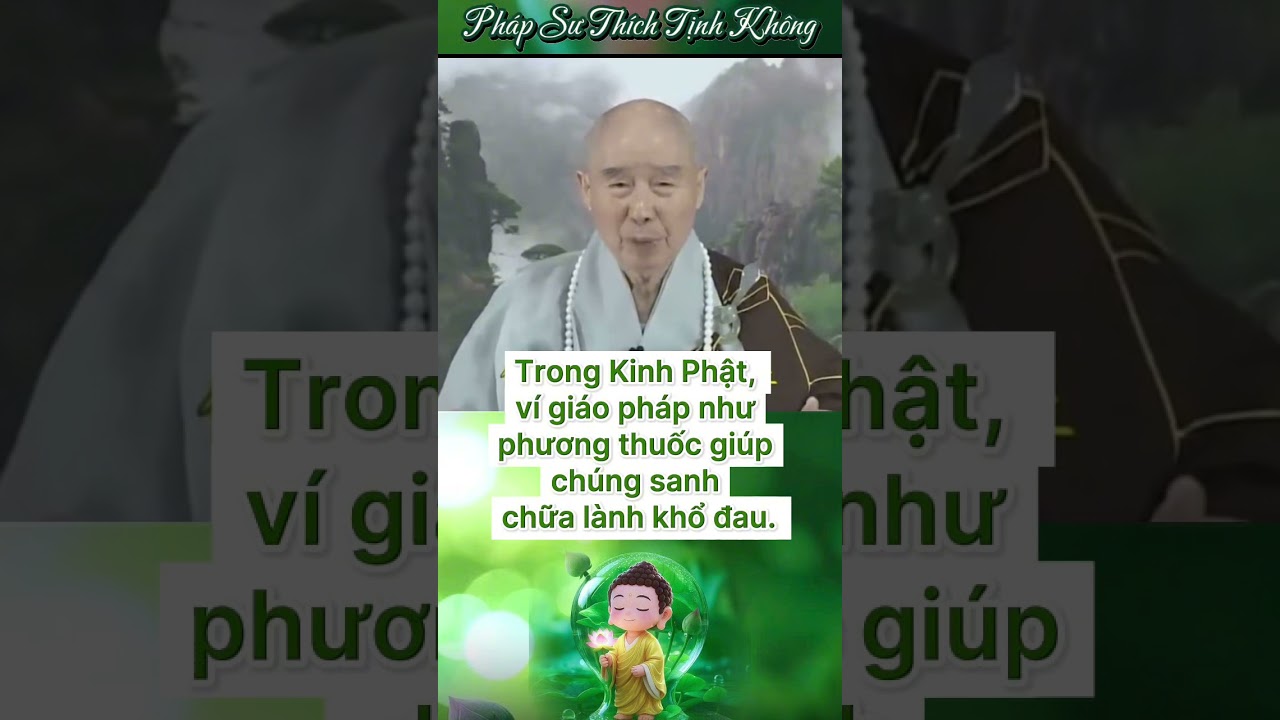 Pháp Sư Thích Tịnh Không
Trong Kinh Phật,
ví giáo pháp như
phương thuốc giúp
chúng sanh
chữa lành khổ đau.